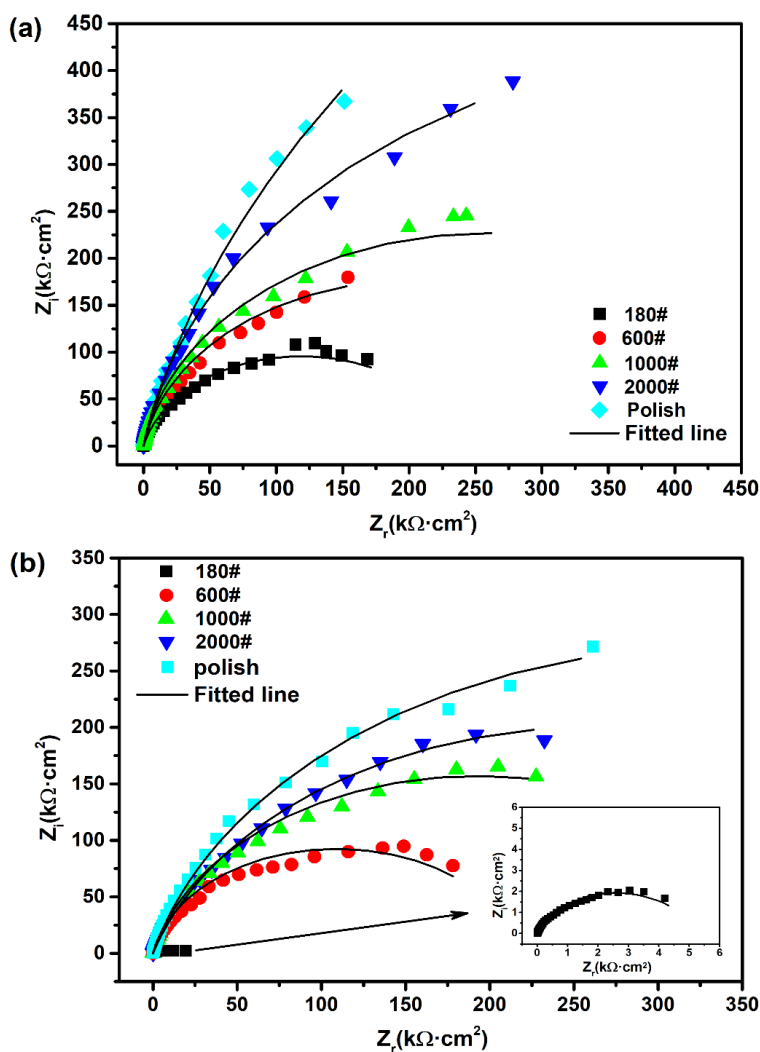 (a)
450
400
350
300
250
200
150
100
50
0
Zi(kΩ·cm²)
180#
600#
1000#
2000#
Polish
Fitted line
0 50 100 150 200 250 300 350 400 450
Zr(kΩ·cm²)
(b)
350
300
250
200
150
100
50
0
Zi(kΩ·cm²)
180#
600#
1000#
2000#
polish
Fitted line
6
5
4
3
2
1
0
Zi(kΩ·cm²)
0 1 2 3 4 5 6
Zr(kΩ·cm²)
0 50 100 150 200 250 300 350
Zr(kΩ·cm²)